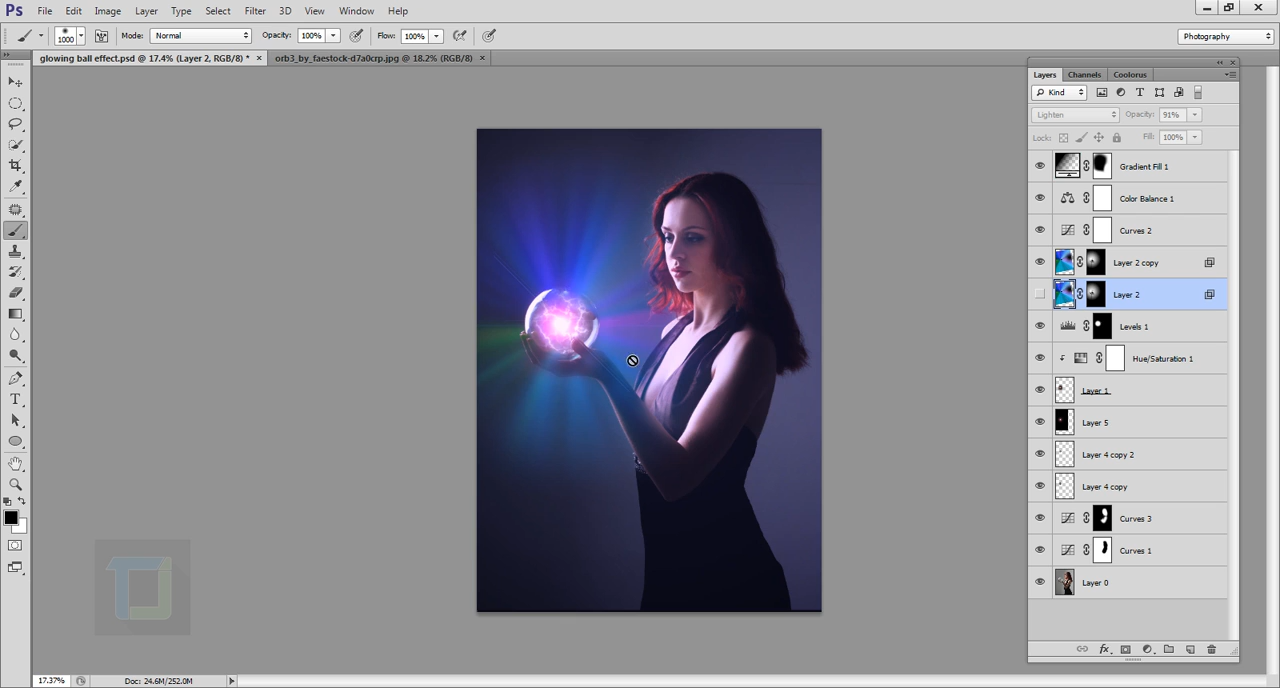 Ps File Edit Image Layer Type Select Filter 3D View Window Help
1000 Mode: Normal Opacity: 100% Flow: 100% Photography
glowing ball effect.psd @ 17.4% (Layer 2, RGB/8) * × orb3_by_faestock-d7a0crp.jpg @ 18.2% (RGB/8) ×
Layers Channels Coolorus
Kind
Lighten Opacity: 91%
Lock: Fill: 100%
Gradient Fill 1
Color Balance 1
Curves 2
Layer 2 copy
Layer 2
Levels 1
Hue/Saturation 1
Layer 1
Layer 5
Layer 4 copy 2
Layer 4 copy
Curves 3
Curves 1
Layer 0
17.37% Doc: 24.6M/252.0M